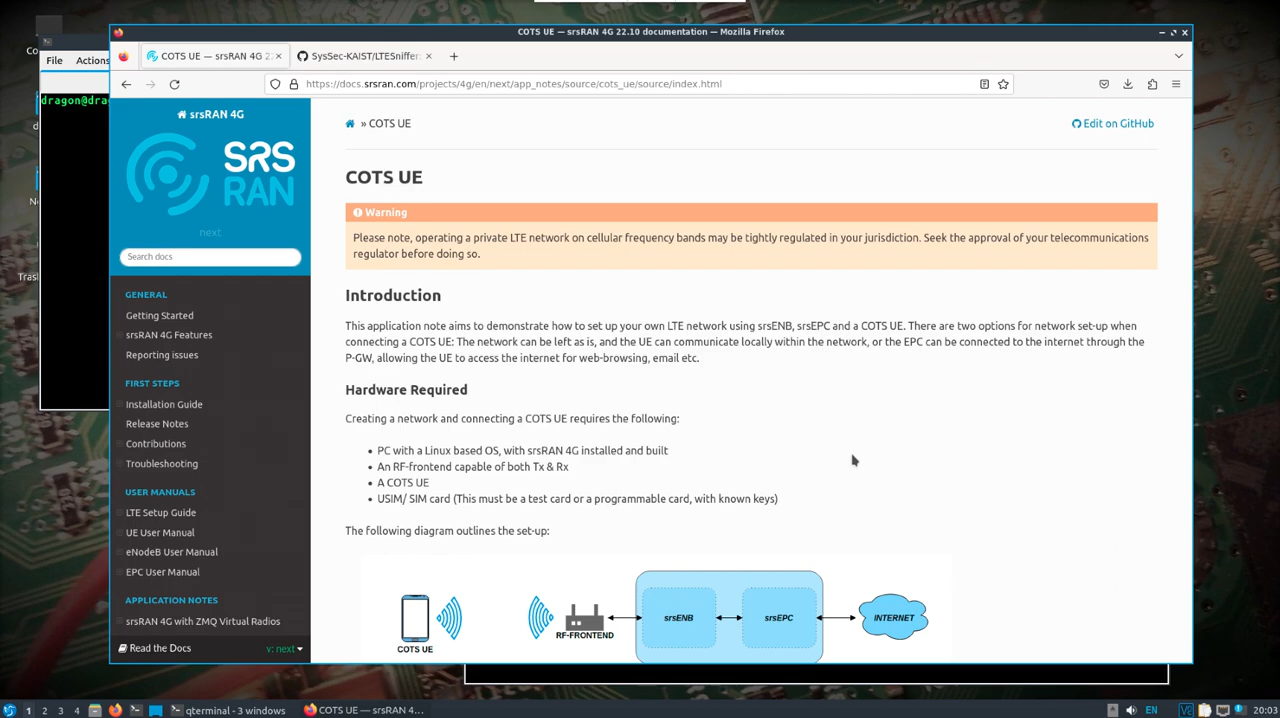 COTS UE — srsRAN 4G 22.10 documentation — Mozilla Firefox
File Actions
COTS UE — srsRAN 4G 2
SysSec-KAIST/LTESniffer
https://docs.srsran.com/projects/4g/en/next/app_notes/source/cots_ue/source/index.html
dragon@drag
srsRAN 4G
SRS
RAN
next
Search docs
GENERAL
Getting Started
srsRAN 4G Features
Reporting issues
FIRST STEPS
Installation Guide
Release Notes
Contributions
Troubleshooting
USER MANUALS
LTE Setup Guide
UE User Manual
eNodeB User Manual
EPC User Manual
APPLICATION NOTES
srsRAN 4G with ZMQ Virtual Radios
Read the Docs
v: next
» COTS UE
Edit on GitHub
COTS UE
Warning
Please note, operating a private LTE network on cellular frequency bands may be tightly regulated in your jurisdiction. Seek the approval of your telecommunications
regulator before doing so.
Introduction
This application note aims to demonstrate how to set up your own LTE network using srsENB, srsEPC and a COTS UE. There are two options for network set-up when
connecting a COTS UE: The network can be left as is, and the UE can communicate locally within the network, or the EPC can be connected to the internet through the
P-GW, allowing the UE to access the internet for web-browsing, email etc.
Hardware Required
Creating a network and connecting a COTS UE requires the following:
PC with a Linux based OS, with srsRAN 4G installed and built
An RF-frontend capable of both Tx & Rx
A COTS UE
USIM/ SIM card (This must be a test card or a programmable card, with known keys)
The following diagram outlines the set-up:
COTS UE
RF-FRONTEND
srsENB
srsEPC
INTERNET
Tras
1 2 3 4
qterminal - 3 windows
COTS UE — srsRAN 4...
EN
20:03